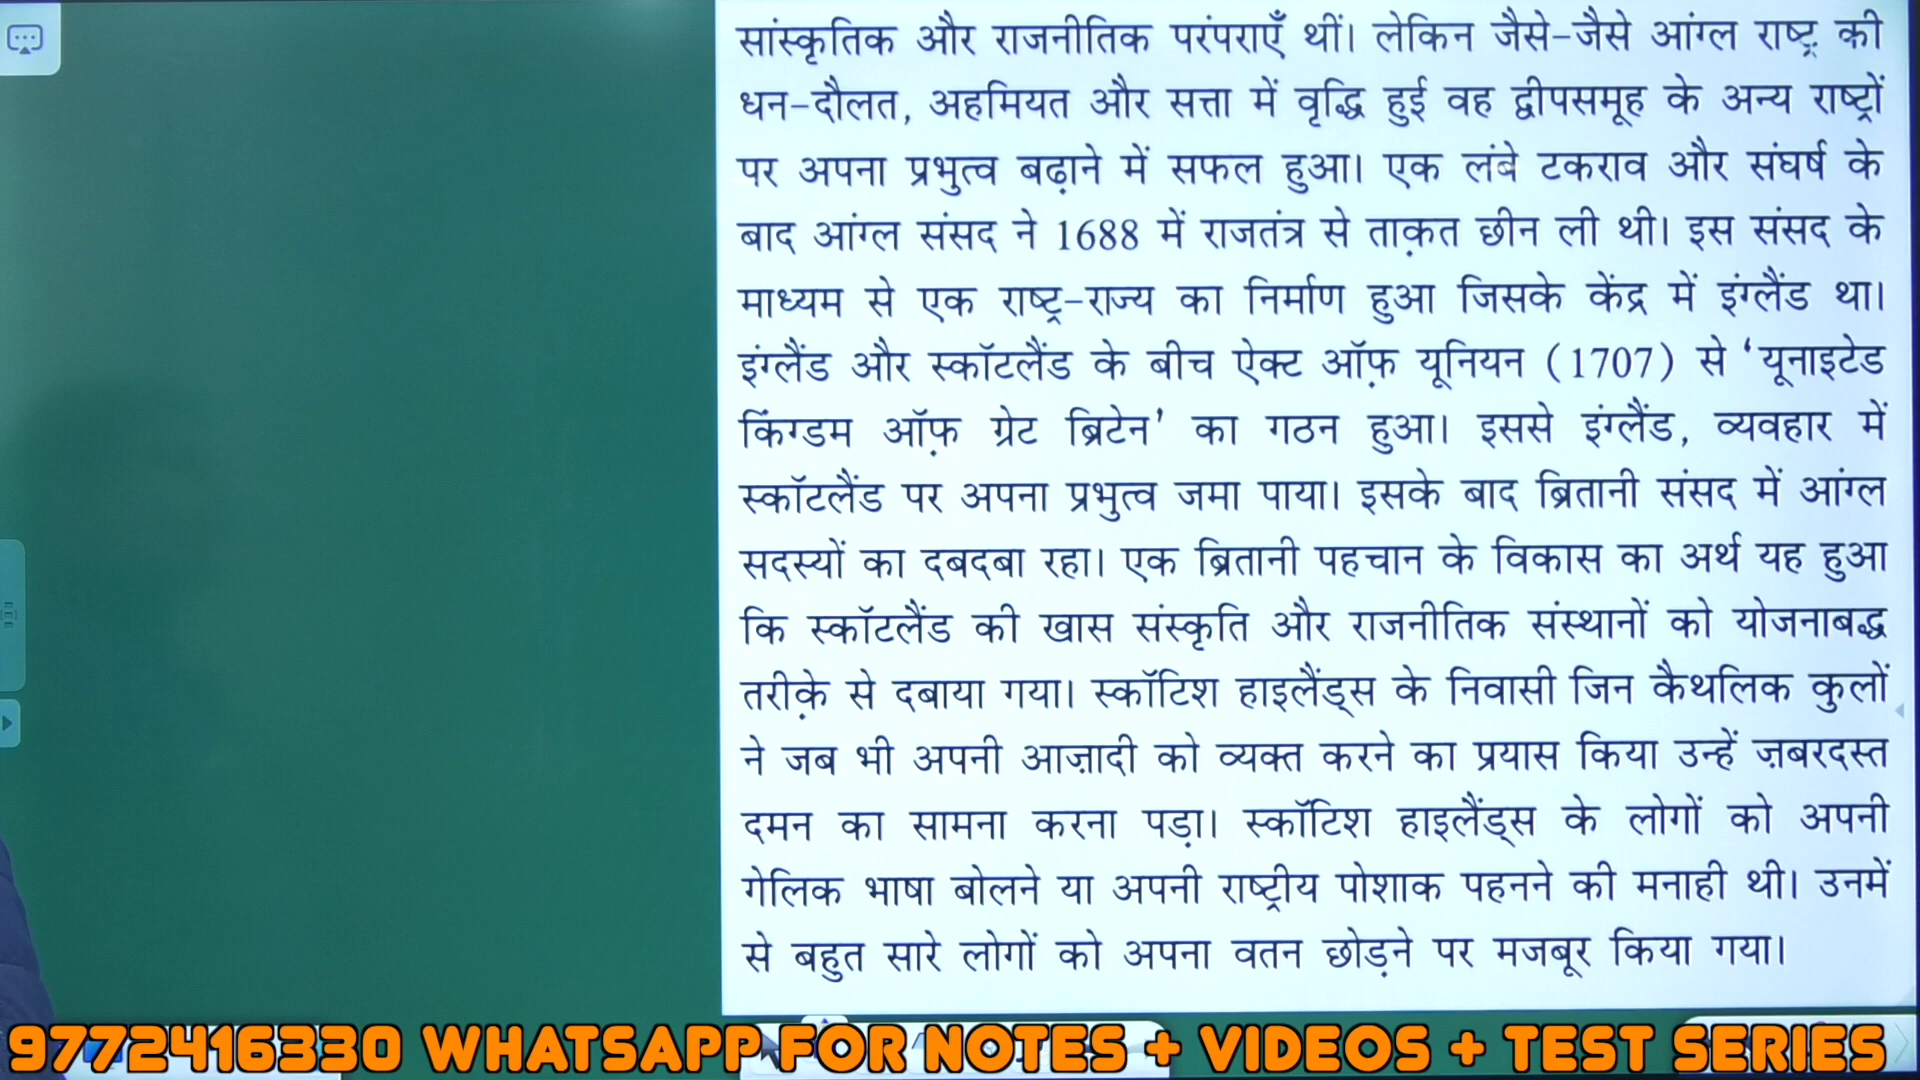 सांस्कृतिक और राजनीतिक परंपराएँ थीं। लेकिन जैसे-जैसे आंग्ल राष्ट्र की
धन-दौलत, अहमियत और सत्ता में वृद्धि हुई वह द्वीपसमूह के अन्य राष्ट्रों
पर अपना प्रभुत्व बढ़ाने में सफल हुआ। एक लंबे टकराव और संघर्ष के
बाद आंग्ल संसद ने 1688 में राजतंत्र से ताक़त छीन ली थी। इस संसद के
माध्यम से एक राष्ट्र-राज्य का निर्माण हुआ जिसके केंद्र में इंग्लैंड था।
इंग्लैंड और स्कॉटलैंड के बीच ऐक्ट ऑफ़ यूनियन (1707) से ‘यूनाइटेड
किंग्डम ऑफ़ ग्रेट ब्रिटेन’ का गठन हुआ। इससे इंग्लैंड, व्यवहार में
स्कॉटलैंड पर अपना प्रभुत्व जमा पाया। इसके बाद ब्रितानी संसद में आंग्ल
सदस्यों का दबदबा रहा। एक ब्रितानी पहचान के विकास का अर्थ यह हुआ
कि स्कॉटलैंड की खास संस्कृति और राजनीतिक संस्थानों को योजनाबद्ध
तरीक़े से दबाया गया। स्कॉटिश हाइलैंड्स के निवासी जिन कैथलिक कुलों
ने जब भी अपनी आज़ादी को व्यक्त करने का प्रयास किया उन्हें ज़बरदस्त
दमन का सामना करना पड़ा। स्कॉटिश हाइलैंड्स के लोगों को अपनी
गेलिक भाषा बोलने या अपनी राष्ट्रीय पोशाक पहनने की मनाही थी। उनमें
से बहुत सारे लोगों को अपना वतन छोड़ने पर मजबूर किया गया।
9772416330 WHATSAPP FOR NOTES + VIDEOS + TEST SERIES